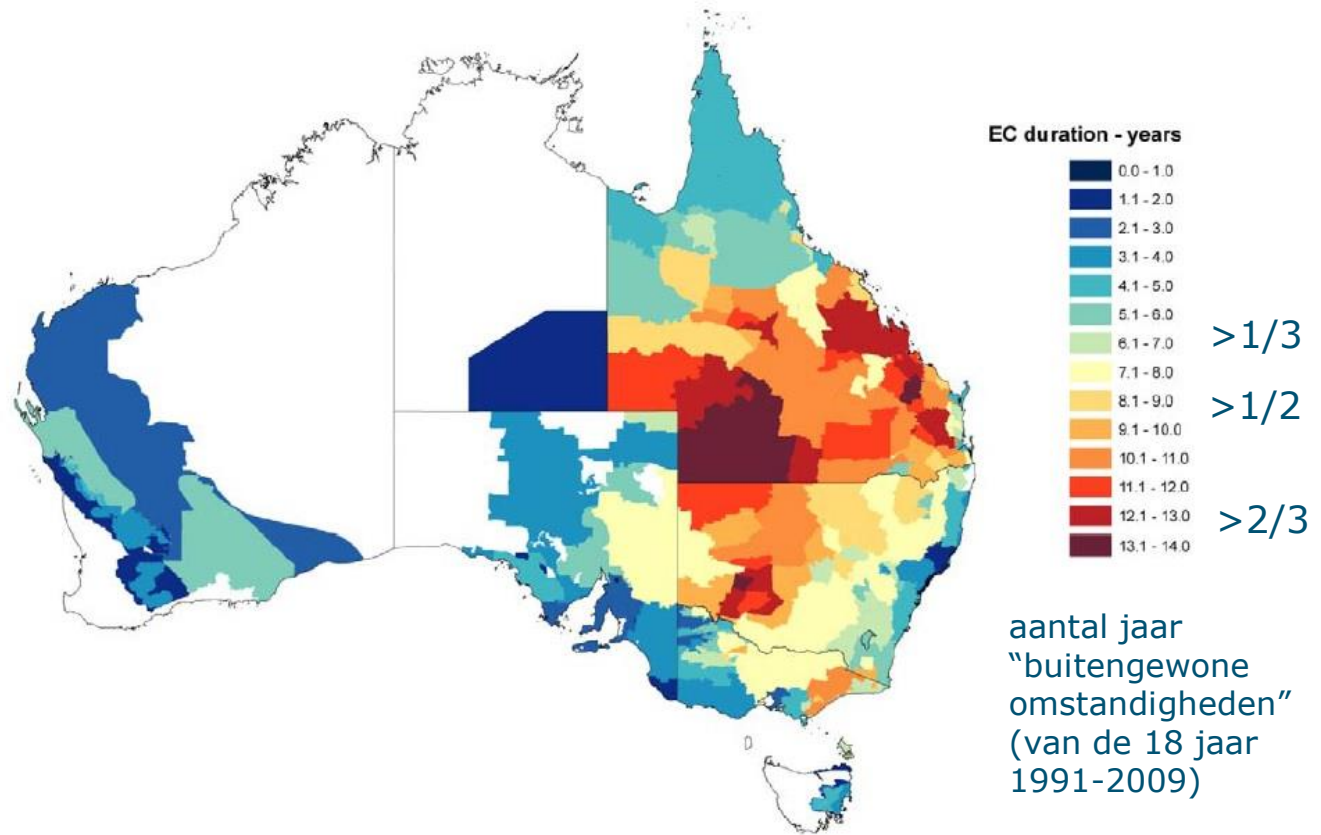 EC duration - years
0.0 - 1.0
1.1 - 2.0
2.1 - 3.0
3.1 - 4.0
4.1 - 5.0
5.1 - 6.0
6.1 - 7.0
7.1 - 8.0
8.1 - 9.0
9.1 - 10.0
10.1 - 11.0
11.1 - 12.0
12.1 - 13.0
13.1 - 14.0
>1/3
>1/2
>2/3
aantal jaar
“buitengewone
omstandigheden”
(van de 18 jaar
1991-2009)